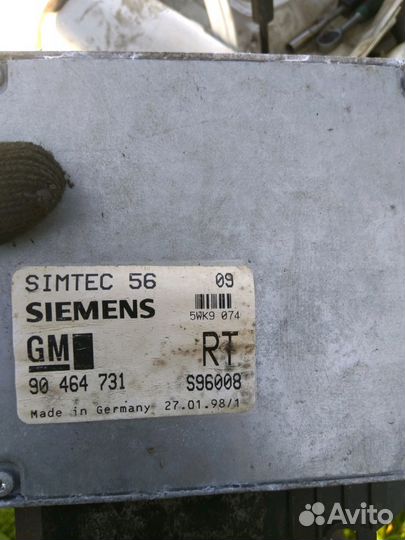 SIMTEC 56 09
SIEMENS 5WK9 074
GM RT
90 464 731 S96008
Made in Germany 27.01.98/1
Avito